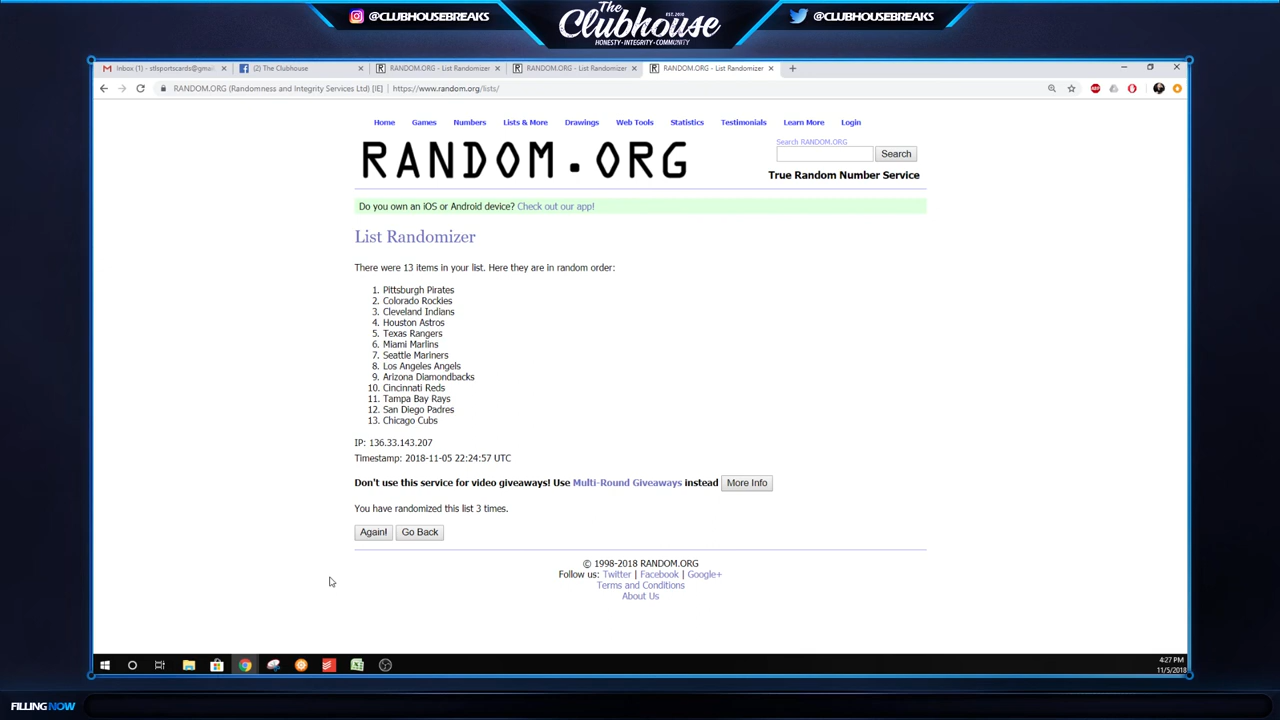 @CLUBHOUSEBREAKS
The Clubhouse
EST. 2018
HONESTY·INTEGRITY·COMMUNITY
@CLUBHOUSEBREAKS
Inbox (1) - stlsportscards@gmai
(2) The Clubhouse
RANDOM.ORG - List Randomizer
RANDOM.ORG - List Randomizer
RANDOM.ORG - List Randomizer
RANDOM.ORG (Randomness and Integrity Services Ltd) [IE] | https://www.random.org/lists/
Home Games Numbers Lists & More Drawings Web Tools Statistics Testimonials Learn More Login
RANDOM.ORG
Search RANDOM.ORG
Search
True Random Number Service
Do you own an iOS or Android device? Check out our app!
List Randomizer
There were 13 items in your list. Here they are in random order:
1. Pittsburgh Pirates
2. Colorado Rockies
3. Cleveland Indians
4. Houston Astros
5. Texas Rangers
6. Miami Marlins
7. Seattle Mariners
8. Los Angeles Angels
9. Arizona Diamondbacks
10. Cincinnati Reds
11. Tampa Bay Rays
12. San Diego Padres
13. Chicago Cubs
IP: 136.33.143.207
Timestamp: 2018-11-05 22:24:57 UTC
Don't use this service for video giveaways! Use Multi-Round Giveaways instead More Info
You have randomized this list 3 times.
Again! Go Back
© 1998-2018 RANDOM.ORG
Follow us: Twitter | Facebook | Google+
Terms and Conditions
About Us
4:27 PM
11/5/2018
FILLING NOW